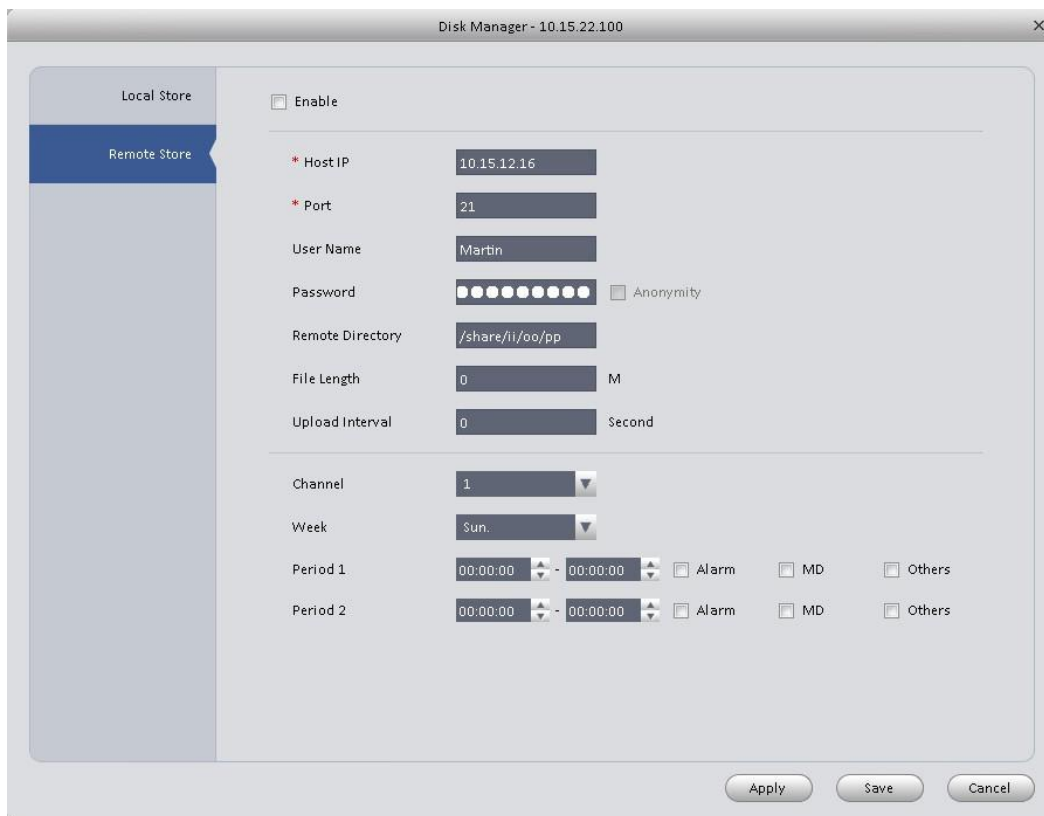 Disk Manager - 10.15.22.100
Local Store
Remote Store
Enable
* Host IP 10.15.12.16
* Port 21
User Name Martin
Password Anonymity
Remote Directory /share/ii/oo/pp
File Length 0 M
Upload Interval 0 Second
Channel 1
Week Sun.
Period 1 00:00:00 - 00:00:00 Alarm MD Others
Period 2 00:00:00 - 00:00:00 Alarm MD Others
Apply Save Cancel